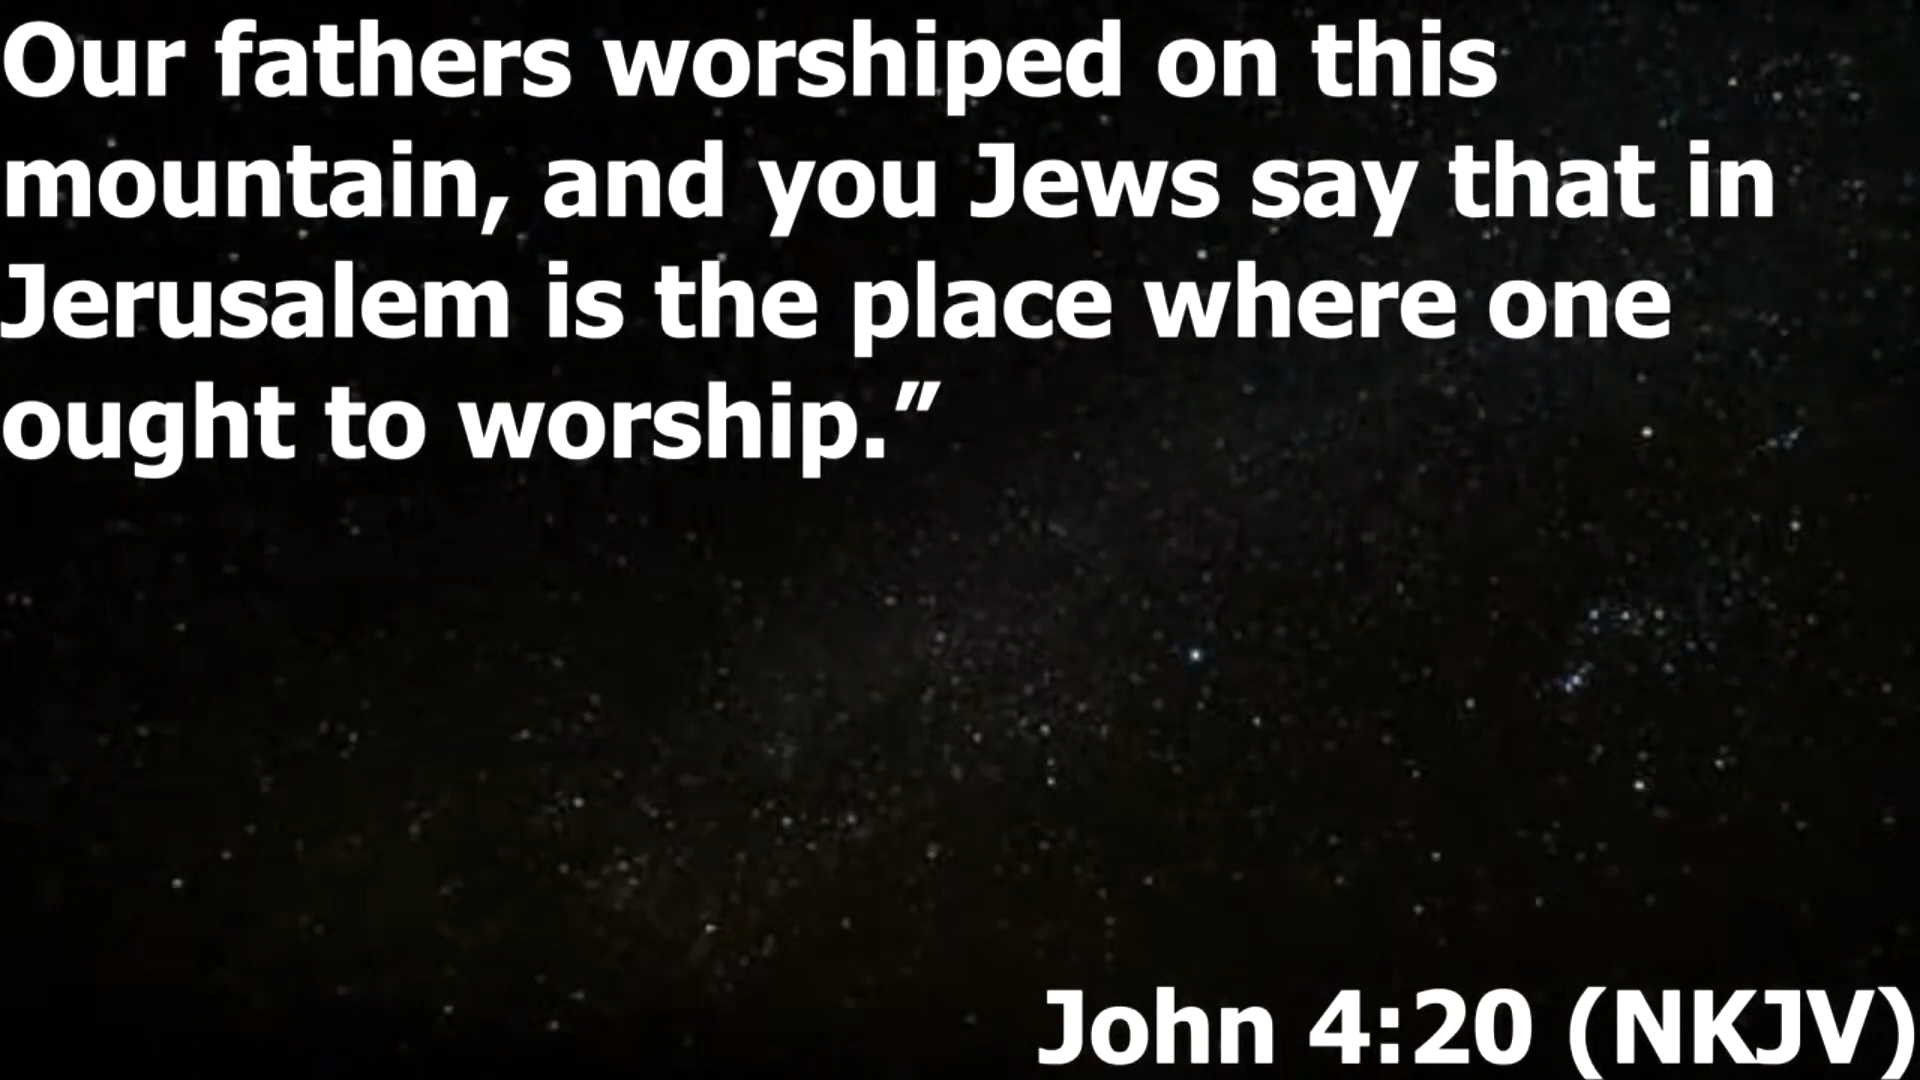 Our fathers worshiped on this
mountain, and you Jews say that in
Jerusalem is the place where one
ought to worship.”
John 4:20 (NKJV)